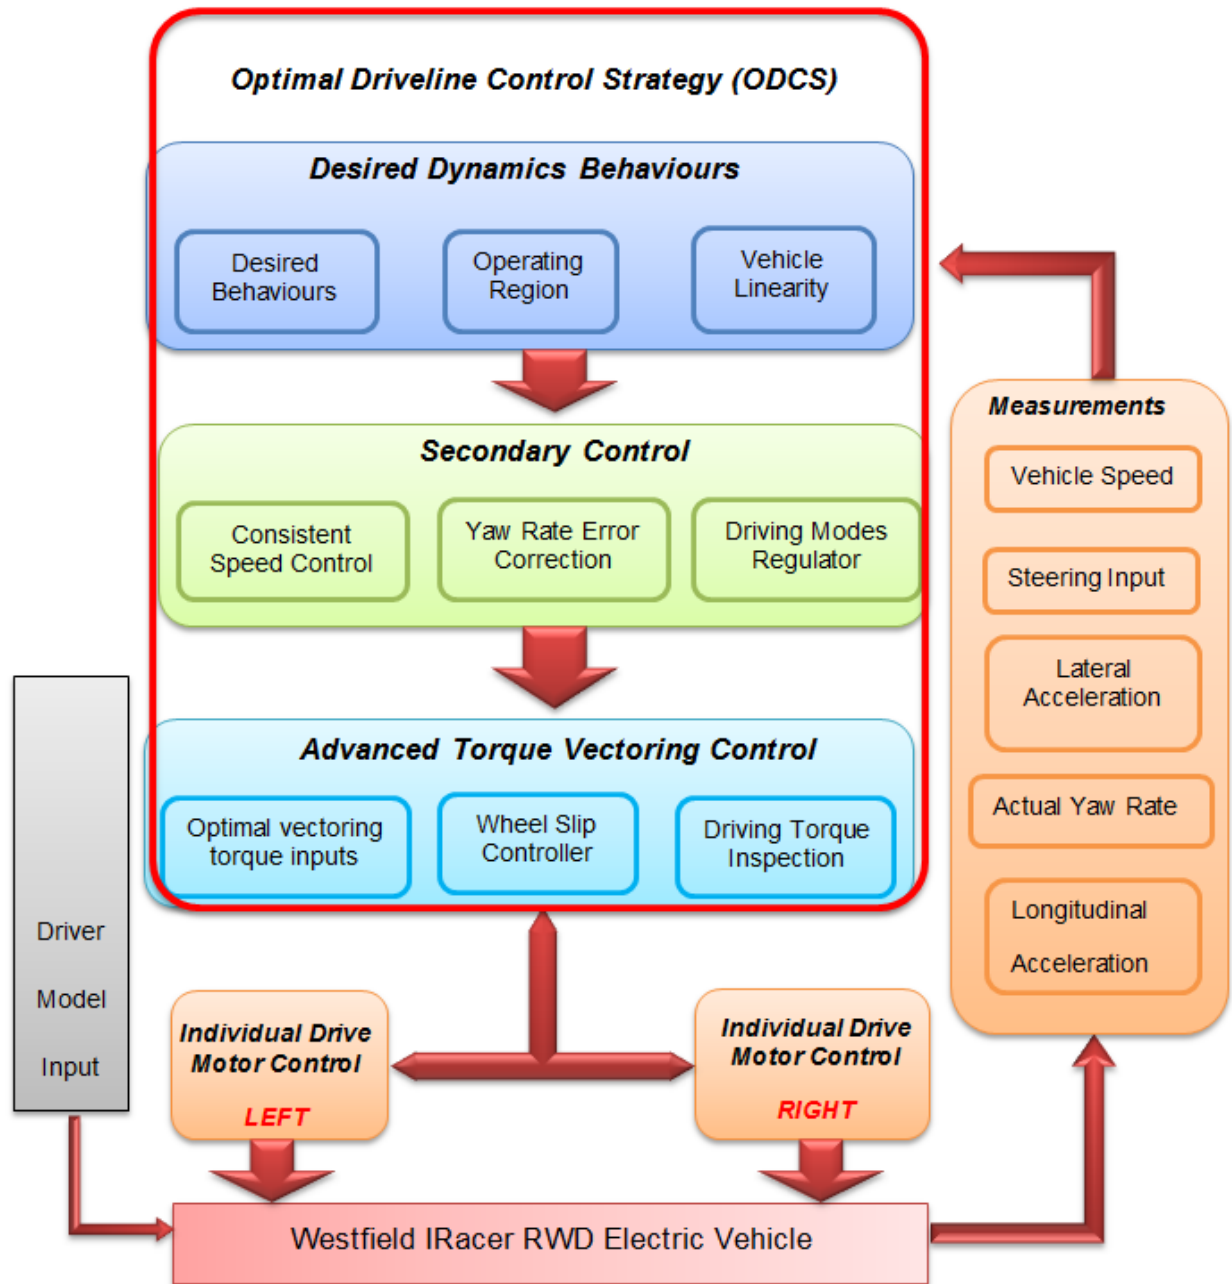 Optimal Driveline Control Strategy (ODCS)
Desired Dynamics Behaviours
Desired
Behaviours
Operating
Region
Vehicle
Linearity
Secondary Control
Consistent
Speed Control
Yaw Rate Error
Correction
Driving Modes
Regulator
Advanced Torque Vectoring Control
Optimal vectoring
torque inputs
Wheel Slip
Controller
Driving Torque
Inspection
Measurements
Vehicle Speed
Steering Input
Lateral
Acceleration
Actual Yaw Rate
Longitudinal
Acceleration
Driver
Model
Input
Individual Drive
Motor Control
LEFT
Individual Drive
Motor Control
RIGHT
Westfield IRacer RWD Electric Vehicle